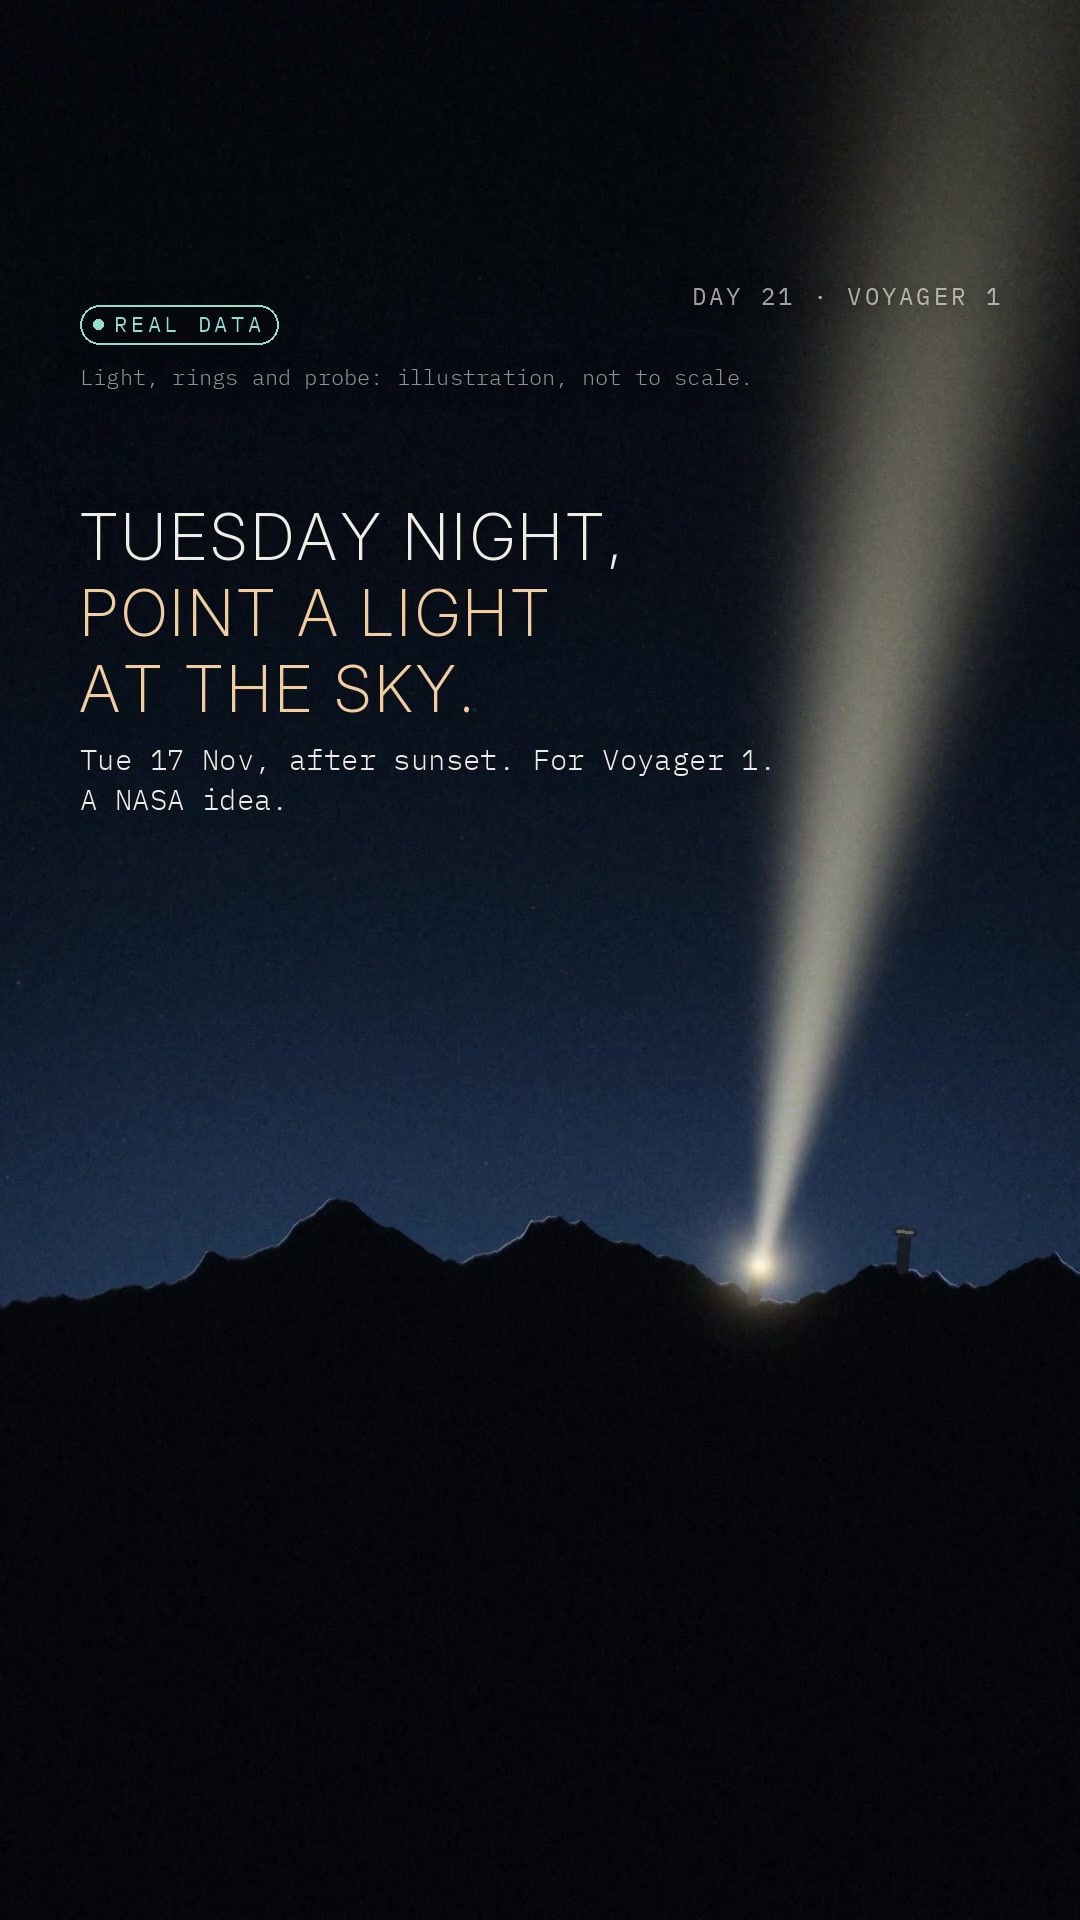 DAY 21 · VOYAGER 1
REAL DATA
Light, rings and probe: illustration, not to scale.
TUESDAY NIGHT,
POINT A LIGHT
AT THE SKY.
Tue 17 Nov, after sunset. For Voyager 1.
A NASA idea.